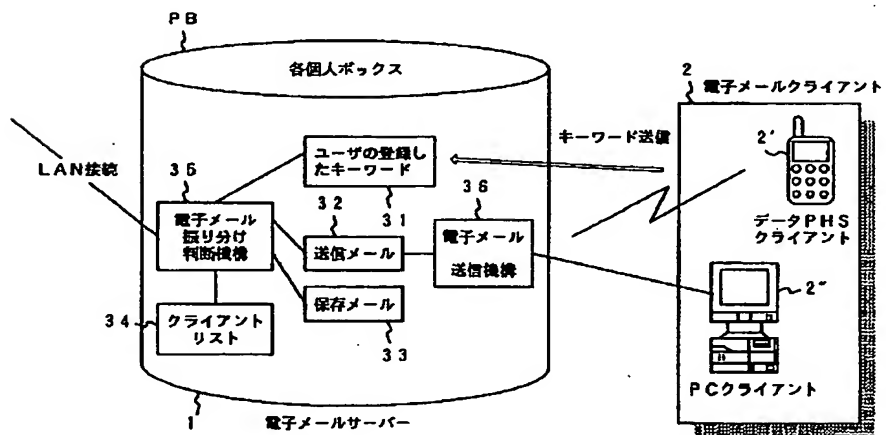 PB
各個人ボックス
2
電子メールクライアント
キーワード送信
2'
LAN接続
35
ユーザの登録し
たキーワード
31
36
データPHS
クライアント
電子メール
振り分け
判断機構
32
送信メール
電子メール
送信機構
保存メール
33
2"
34
クライアント
リスト
PCクライアント
1
電子メールサーバー